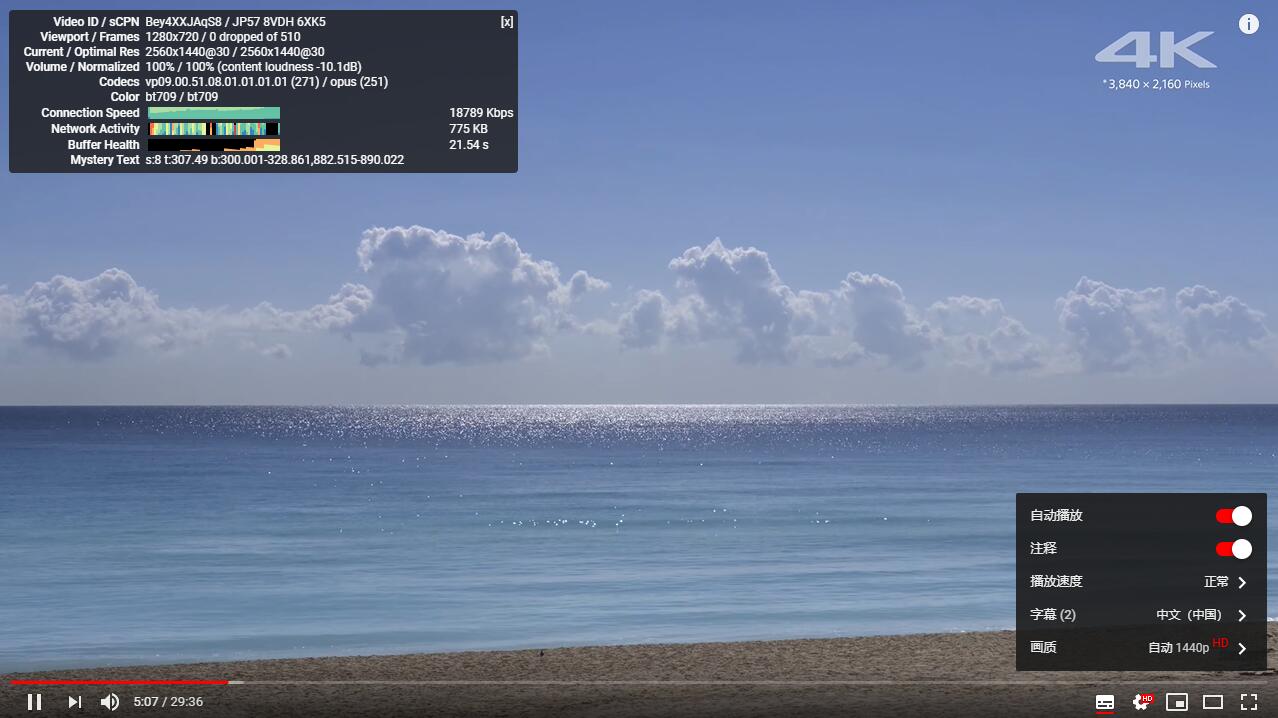 Video ID / sCPN Bey4XXJAqS8 / JP57 8VDH 6XK5 [x]
Viewport / Frames 1280x720 / 0 dropped of 510
Current / Optimal Res 2560x1440@30 / 2560x1440@30
Volume / Normalized 100% / 100% (content loudness -10.1dB)
Codecs vp09.00.51.08.01.01.01.01 (271) / opus (251)
Color bt709 / bt709
Connection Speed 18789 Kbps
Network Activity 775 KB
Buffer Health 21.54 s
Mystery Text s:8 t:307.49 b:300.001-328.861,882.515-890.022
4K
*3,840 × 2,160 Pixels
自动播放
注释
播放速度 正常
字幕 (2) 中文（中国）
画质 自动 1440p HD
5:07 / 29:36
HD